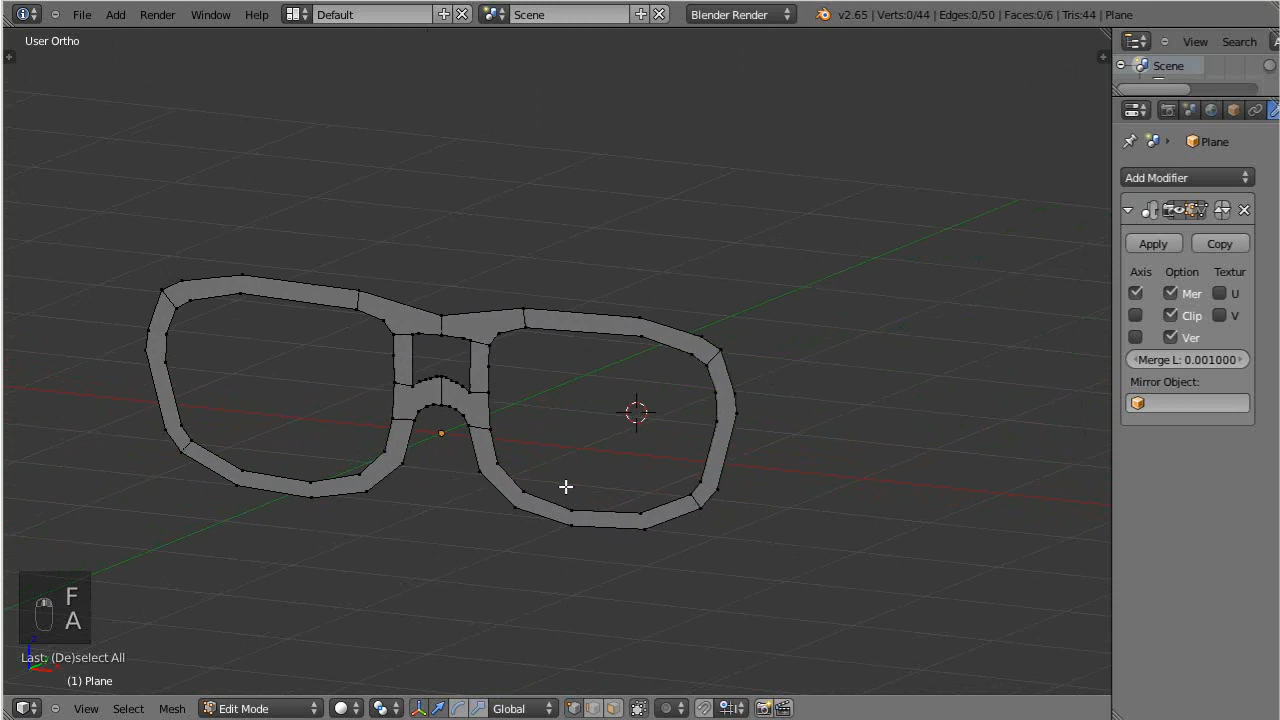 File Add Render Window Help Default Scene Blender Render v2.65 | Verts:0/44 | Edges:0/50 | Faces:0/6 | Tris:44 | Plane
User Ortho
View Search
Scene
Plane
Add Modifier
Apply Copy
Axis Option Textur
Mer U
Clip V
Ver
Merge L: 0.001000
Mirror Object:
F
A
Last: (De)select All
(1) Plane
View Select Mesh Edit Mode Global